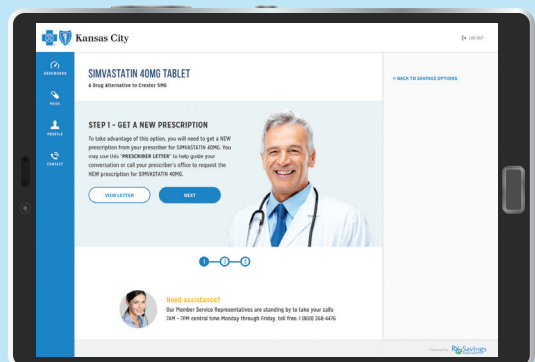 Kansas City
LOG OUT
DASHBOARD
MEDS
PROFILE
CONTACT
SIMVASTATIN 40MG TABLET
A Drug Alternative to Crestor 5MG
< BACK TO SAVINGS OPTIONS
STEP 1 - GET A NEW PRESCRIPTION
To take advantage of this option, you will need to get a NEW
prescription from your prescriber for SIMVASTATIN 40MG. You
may use this "PRESCRIBER LETTER" to help guide your
conversation or call your prescriber's office to request the
NEW prescription for SIMVASTATIN 40MG.
VIEW LETTER
NEXT
1
2
3
Need assistance?
Our Member Service Representatives are standing by to take your calls
7AM - 7PM central time Monday through Friday, toll free: 1 (800) 268-4476
Powered by RxSavings